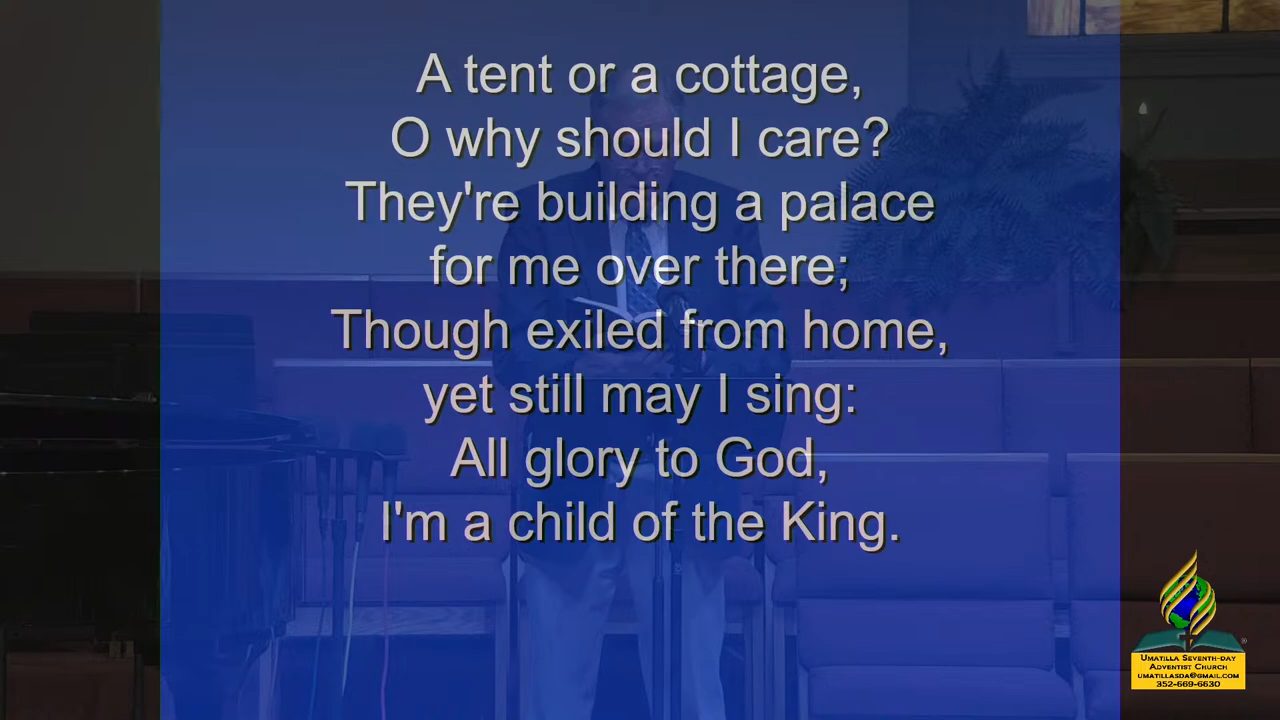 A tent or a cottage,
O why should I care?
They're building a palace
for me over there;
Though exiled from home,
yet still may I sing:
All glory to God,
I'm a child of the King.
Umatilla Seventh-day
Adventist Church
umatillasda@gmail.com
352-669-6630